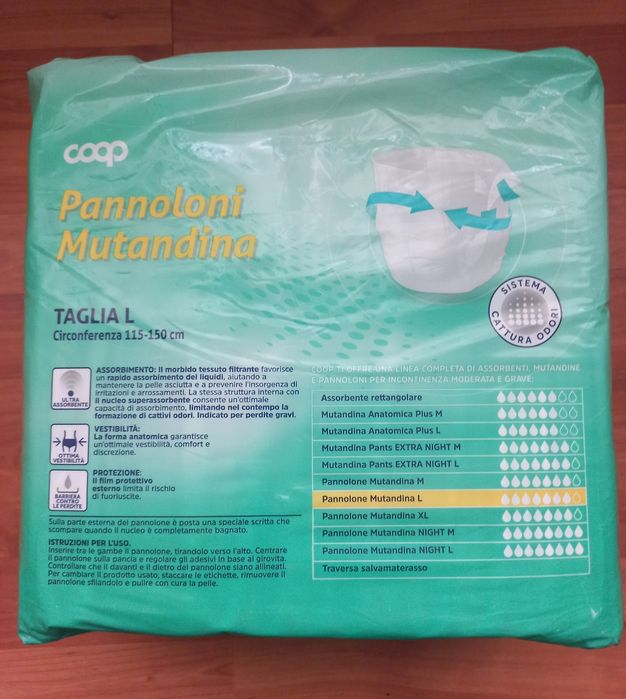 coop
Pannoloni
Mutandina
SISTEMA
CATTURA ODORI
TAGLIA L
Circonferenza 115-150 cm
ULTRA
ASSORBENTE
ASSORBIMENTO: Il morbido tessuto filtrante favorisce
un rapido assorbimento dei liquidi, aiutando a
mantenere la pelle asciutta e a prevenire l'insorgenza di
irritazioni e arrossamenti. La stessa struttura interna con
il nucleo superassorbente consente un'ottimale
capacità di assorbimento, limitando nel contempo la
formazione di cattivi odori. Indicato per perdite gravi.
OTTIMA
VESTIBILITÀ
VESTIBILITÀ:
La forma anatomica garantisce
un'ottimale vestibilità, comfort e
discrezione.
BARRIERA
CONTRO
LE PERDITE
PROTEZIONE:
Il film protettivo
esterno limita il rischio
di fuoriuscite.
Sulla parte esterna del pannolone è posta una speciale scritta che
scompare quando il nucleo è completamente bagnato.
ISTRUZIONI PER L'USO.
Inserire tra le gambe il pannolone, tirandolo verso l'alto. Centrare
il pannolone sulla pancia e regolare gli adesivi in base al girovita.
Controllare che il davanti e il dietro del pannolone siano allineati.
Per cambiare il prodotto usato, staccare le etichette, rimuovere il
pannolone sfilandolo e pulire con cura la pelle.
COOP TI OFFRE UNA LINEA COMPLETA DI ASSORBENTI, MUTANDINE
E PANNOLONI PER INCONTINENZA MODERATA E GRAVE:
Assorbente rettangolare
Mutandina Anatomica Plus M
Mutandina Anatomica Plus L
Mutandina Pants EXTRA NIGHT M
Mutandina Pants EXTRA NIGHT L
Pannolone Mutandina M
Pannolone Mutandina L
Pannolone Mutandina XL
Pannolone Mutandina NIGHT M
Pannolone Mutandina NIGHT L
Traversa salvamaterasso